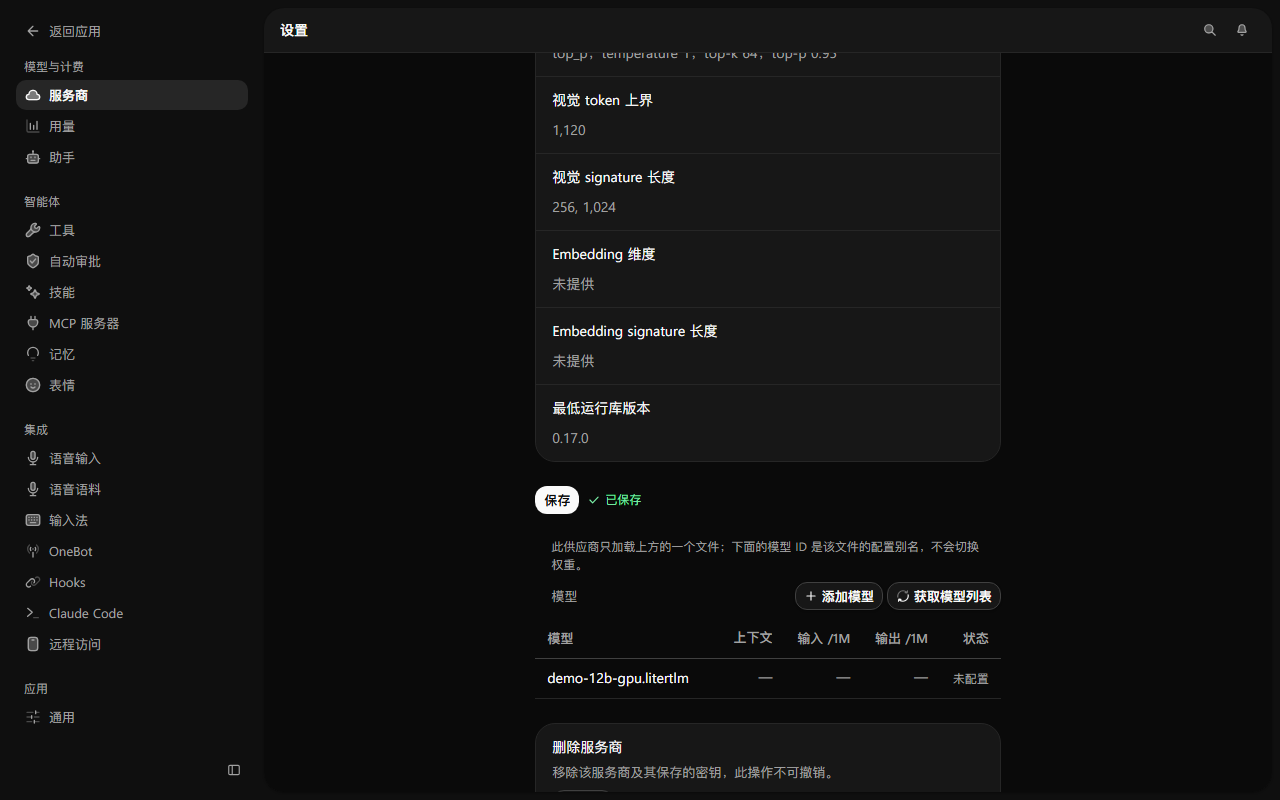 返回应用
模型与计费
服务商
用量
助手
智能体
工具
自动审批
技能
MCP 服务器
记忆
表情
集成
语音输入
语音语料
输入法
OneBot
Hooks
Claude Code
远程访问
应用
通用
设置
top_p，temperature 1，top-k 64，top-p 0.95
视觉 token 上界
1,120
视觉 signature 长度
256, 1,024
Embedding 维度
未提供
Embedding signature 长度
未提供
最低运行库版本
0.17.0
保存 已保存
此供应商只加载上方的一个文件；下面的模型 ID 是该文件的配置别名，不会切换
权重。
模型 添加模型 获取模型列表
模型 上下文 输入 /1M 输出 /1M 状态
demo-12b-gpu.litertlm — — — 未配置
删除服务商
移除该服务商及其保存的密钥，此操作不可撤销。